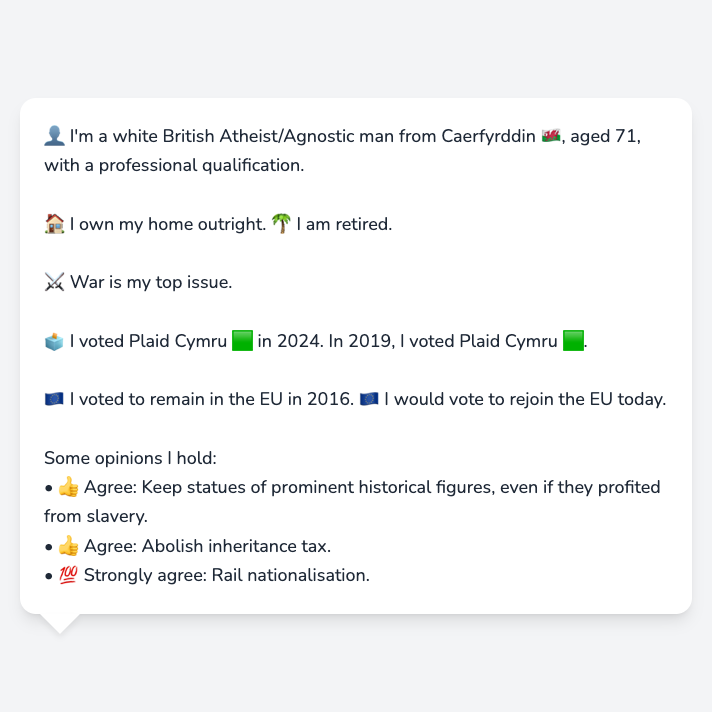 👤 I'm a white British Atheist/Agnostic man from Caerfyrddin 🏴󠁧󠁢󠁷󠁬󠁳󠁿, aged 71,
with a professional qualification.
🏠 I own my home outright. 🌴 I am retired.
⚔️ War is my top issue.
🗳️ I voted Plaid Cymru 🟩 in 2024. In 2019, I voted Plaid Cymru 🟩.
🇪🇺 I voted to remain in the EU in 2016. 🇪🇺 I would vote to rejoin the EU today.
Some opinions I hold:
• 👍 Agree: Keep statues of prominent historical figures, even if they profited
from slavery.
• 👍 Agree: Abolish inheritance tax.
• 💯 Strongly agree: Rail nationalisation.